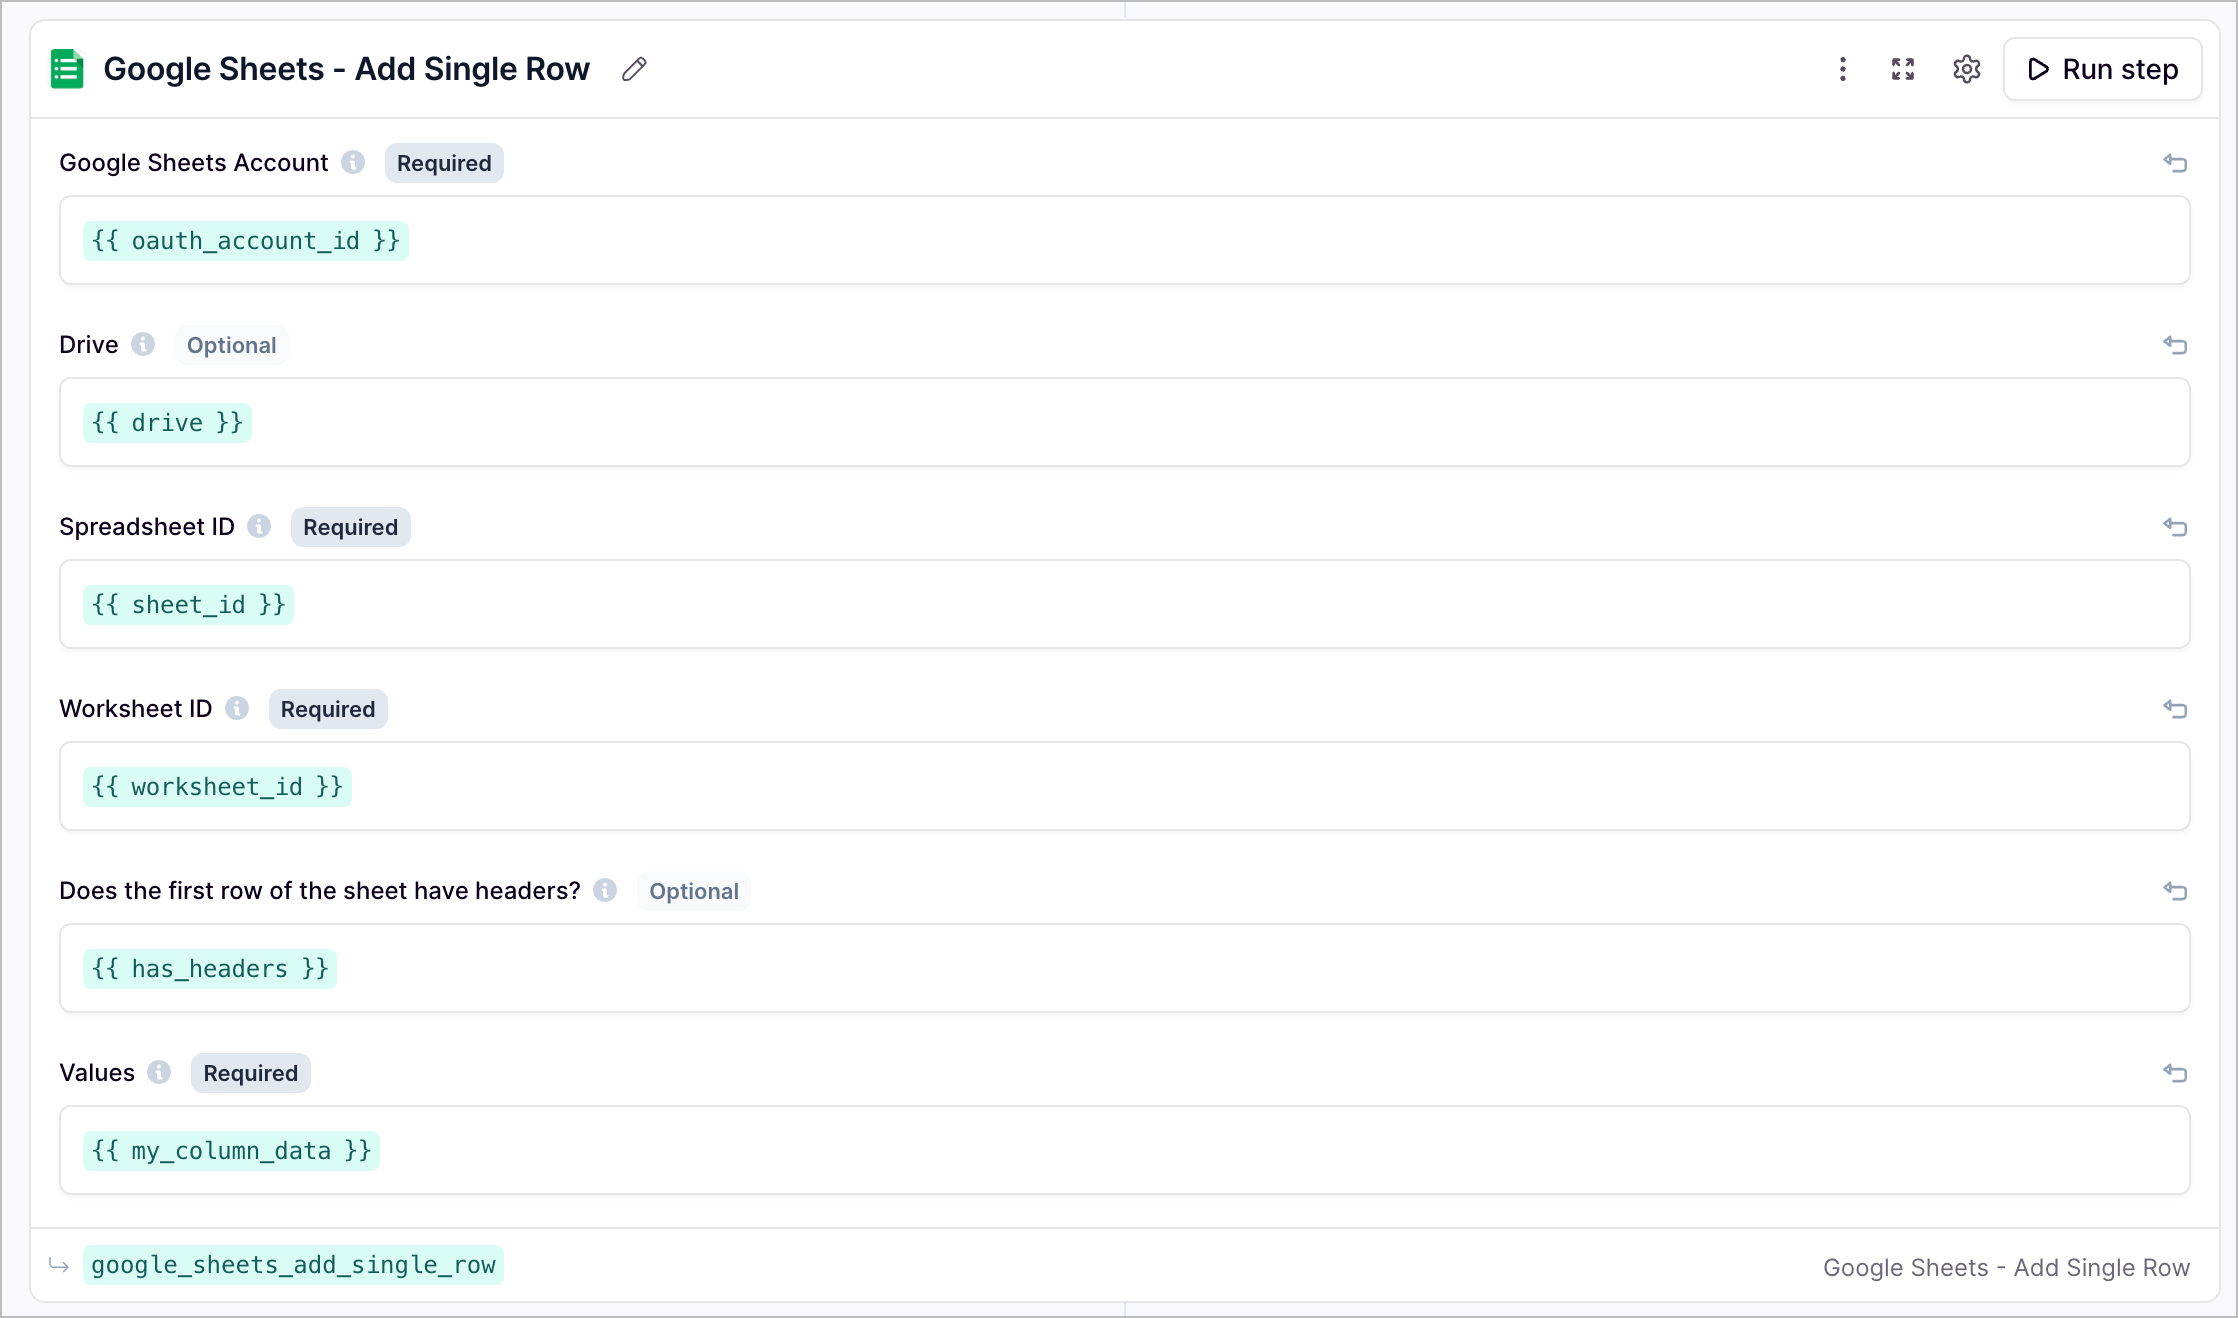 Google Sheets - Add Single Row
Run step
Google Sheets Account Required
{{ oauth_account_id }}
Drive Optional
{{ drive }}
Spreadsheet ID Required
{{ sheet_id }}
Worksheet ID Required
{{ worksheet_id }}
Does the first row of the sheet have headers? Optional
{{ has_headers }}
Values Required
{{ my_column_data }}
google_sheets_add_single_row
Google Sheets - Add Single Row